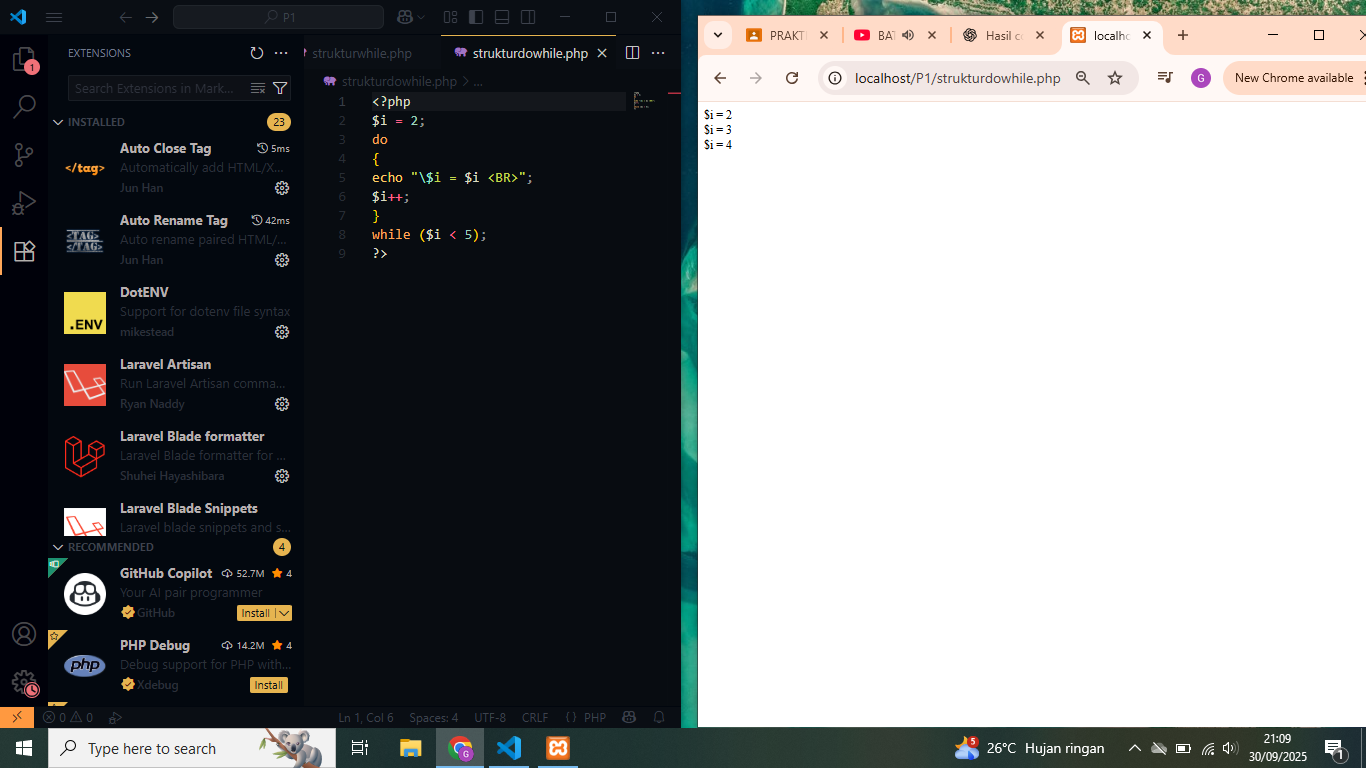 P1
EXTENSIONS
Search Extensions in Mark...
INSTALLED 23
Auto Close Tag 5ms
Automatically add HTML/X...
Jun Han
</tag>
Auto Rename Tag 42ms
Auto rename paired HTML/...
Jun Han
<TAG>
</TAG>
DotENV
Support for dotenv file syntax
mikestead
.ENV
Laravel Artisan
Run Laravel Artisan comma...
Ryan Naddy
Laravel Blade formatter
Laravel Blade formatter for ...
Shuhei Hayashibara
Laravel Blade Snippets
Laravel blade snippets and s...
RECOMMENDED 4
GitHub Copilot 52.7M 4
Your AI pair programmer
GitHub Install
PHP Debug 14.2M 4
Debug support for PHP with...
Xdebug Install
php
1
strukturwhile.php strukturdowhile.php
strukturdowhile.php > ...
1 <?php
2 $i = 2;
3 do
4 {
5 echo "\$i = $i <BR>";
6 $i++;
7 }
8 while ($i < 5);
9 ?>
0 0 Ln 1, Col 6 Spaces: 4 UTF-8 CRLF {} PHP
PRAKT BAT Hasil c localho
localhost/P1/strukturdowhile.php G New Chrome available
$i = 2
$i = 3
$i = 4
Type here to search G 5 26°C Hujan ringan 21:09
30/09/2025 1